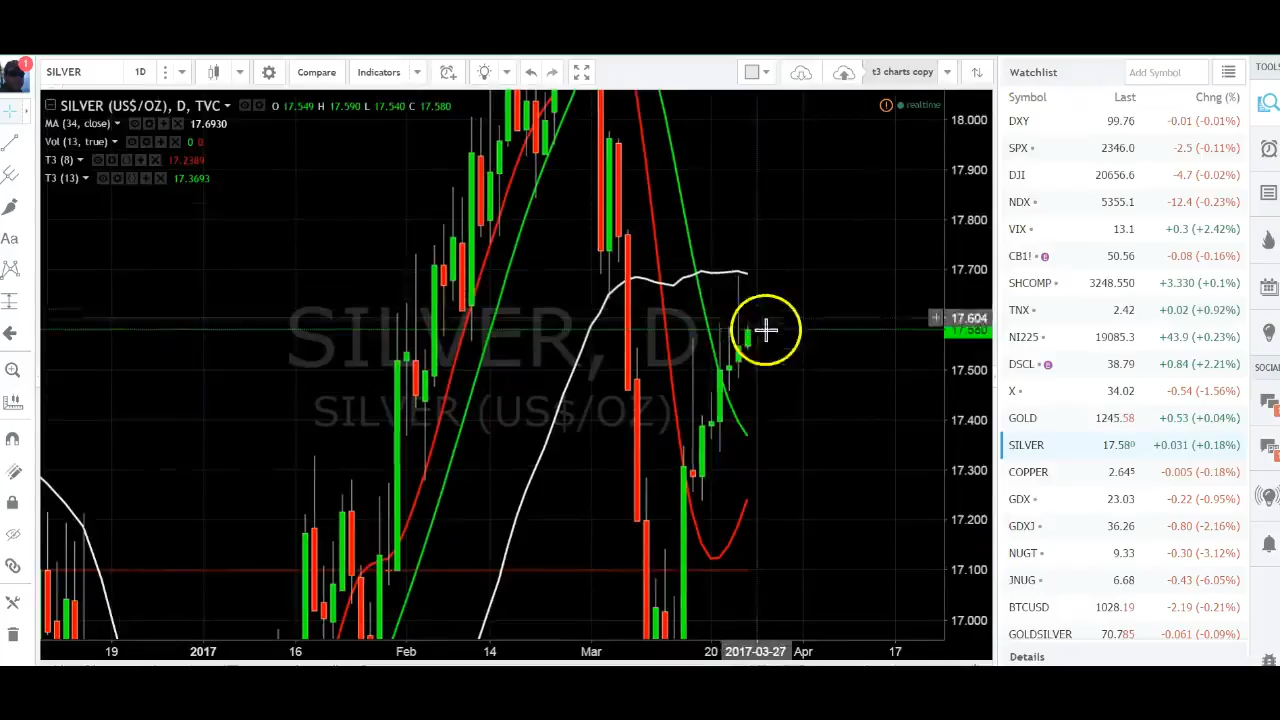 1
SILVER 1D Compare Indicators t3 charts copy
SILVER (US$/OZ), D, TVC O 17.549 H 17.590 L 17.540 C 17.580 realtime
MA (34, close) 17.6930
Vol (13, true) 0 0
T3 (8) 17.2389
T3 (13) 17.3693
Aa
SILVER, D
SILVER (US$/OZ)
18.000
17.900
17.800
17.700
17.604
17.580
17.500
17.400
17.300
17.200
17.100
17.000
19 2017 16 Feb 14 Mar 20 2017-03-27 Apr 17
Watchlist Add Symbol
Symbol Last Chng (%)
DXY 99.76 -0.01 (-0.01%)
SPX 2346.0 -2.5 (-0.11%)
DJI 20656.6 -4.7 (-0.02%)
NDX 5355.1 -12.4 (-0.23%)
VIX 13.1 +0.3 (+2.42%)
CB1! 50.56 -0.08 (-0.16%)
SHCOMP 3248.550 +3.330 (+0.1%)
TNX 2.42 +0.02 (+0.92%)
NI225 19085.3 +43.9 (+0.23%)
DSCL 38.79 +0.84 (+2.21%)
X 34.02 -0.54 (-1.56%)
GOLD 1245.58 +0.53 (+0.04%)
SILVER 17.580 +0.031 (+0.18%)
COPPER 2.645 -0.005 (-0.18%)
GDX 23.03 -0.22 (-0.92%)
GDXJ 36.26 -0.80 (-2.16%)
NUGT 9.33 -0.30 (-3.12%)
JNUG 6.68 -0.43 (-6.05%)
BTCUSD 1028.19 -2.19 (-0.21%)
GOLDSILVER 70.785 -0.061 (-0.09%)
Details
TOOLS
SOCIAL